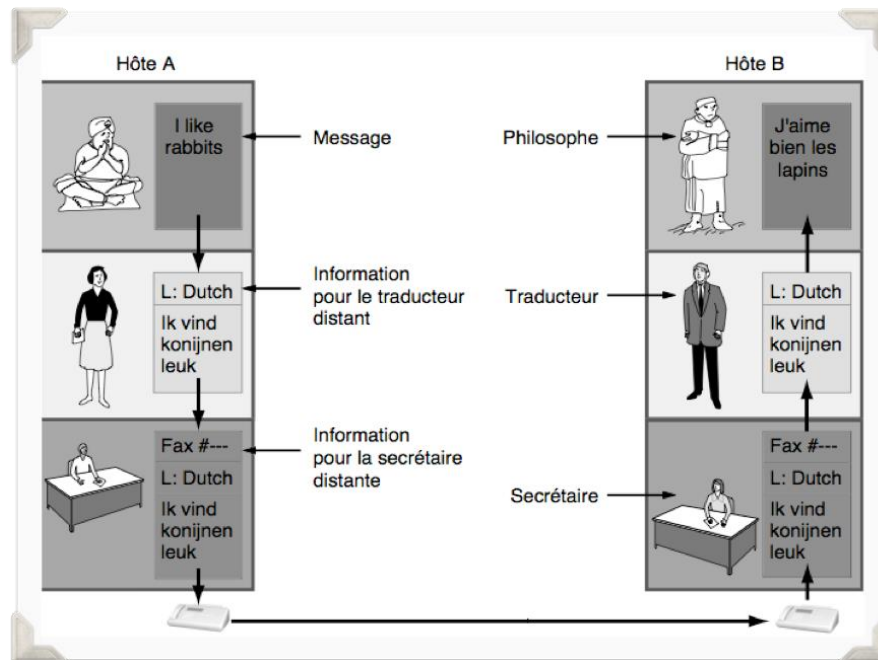 Hôte A
Hôte B
I like
rabbits
Message
Philosophe
J'aime
bien les
lapins
L: Dutch
Ik vind
konijnen
leuk
Information
pour le traducteur
distant
Traducteur
L: Dutch
Ik vind
konijnen
leuk
Fax #---
L: Dutch
Ik vind
konijnen
leuk
Information
pour la secrétaire
distante
Secrétaire
Fax #---
L: Dutch
Ik vind
konijnen
leuk